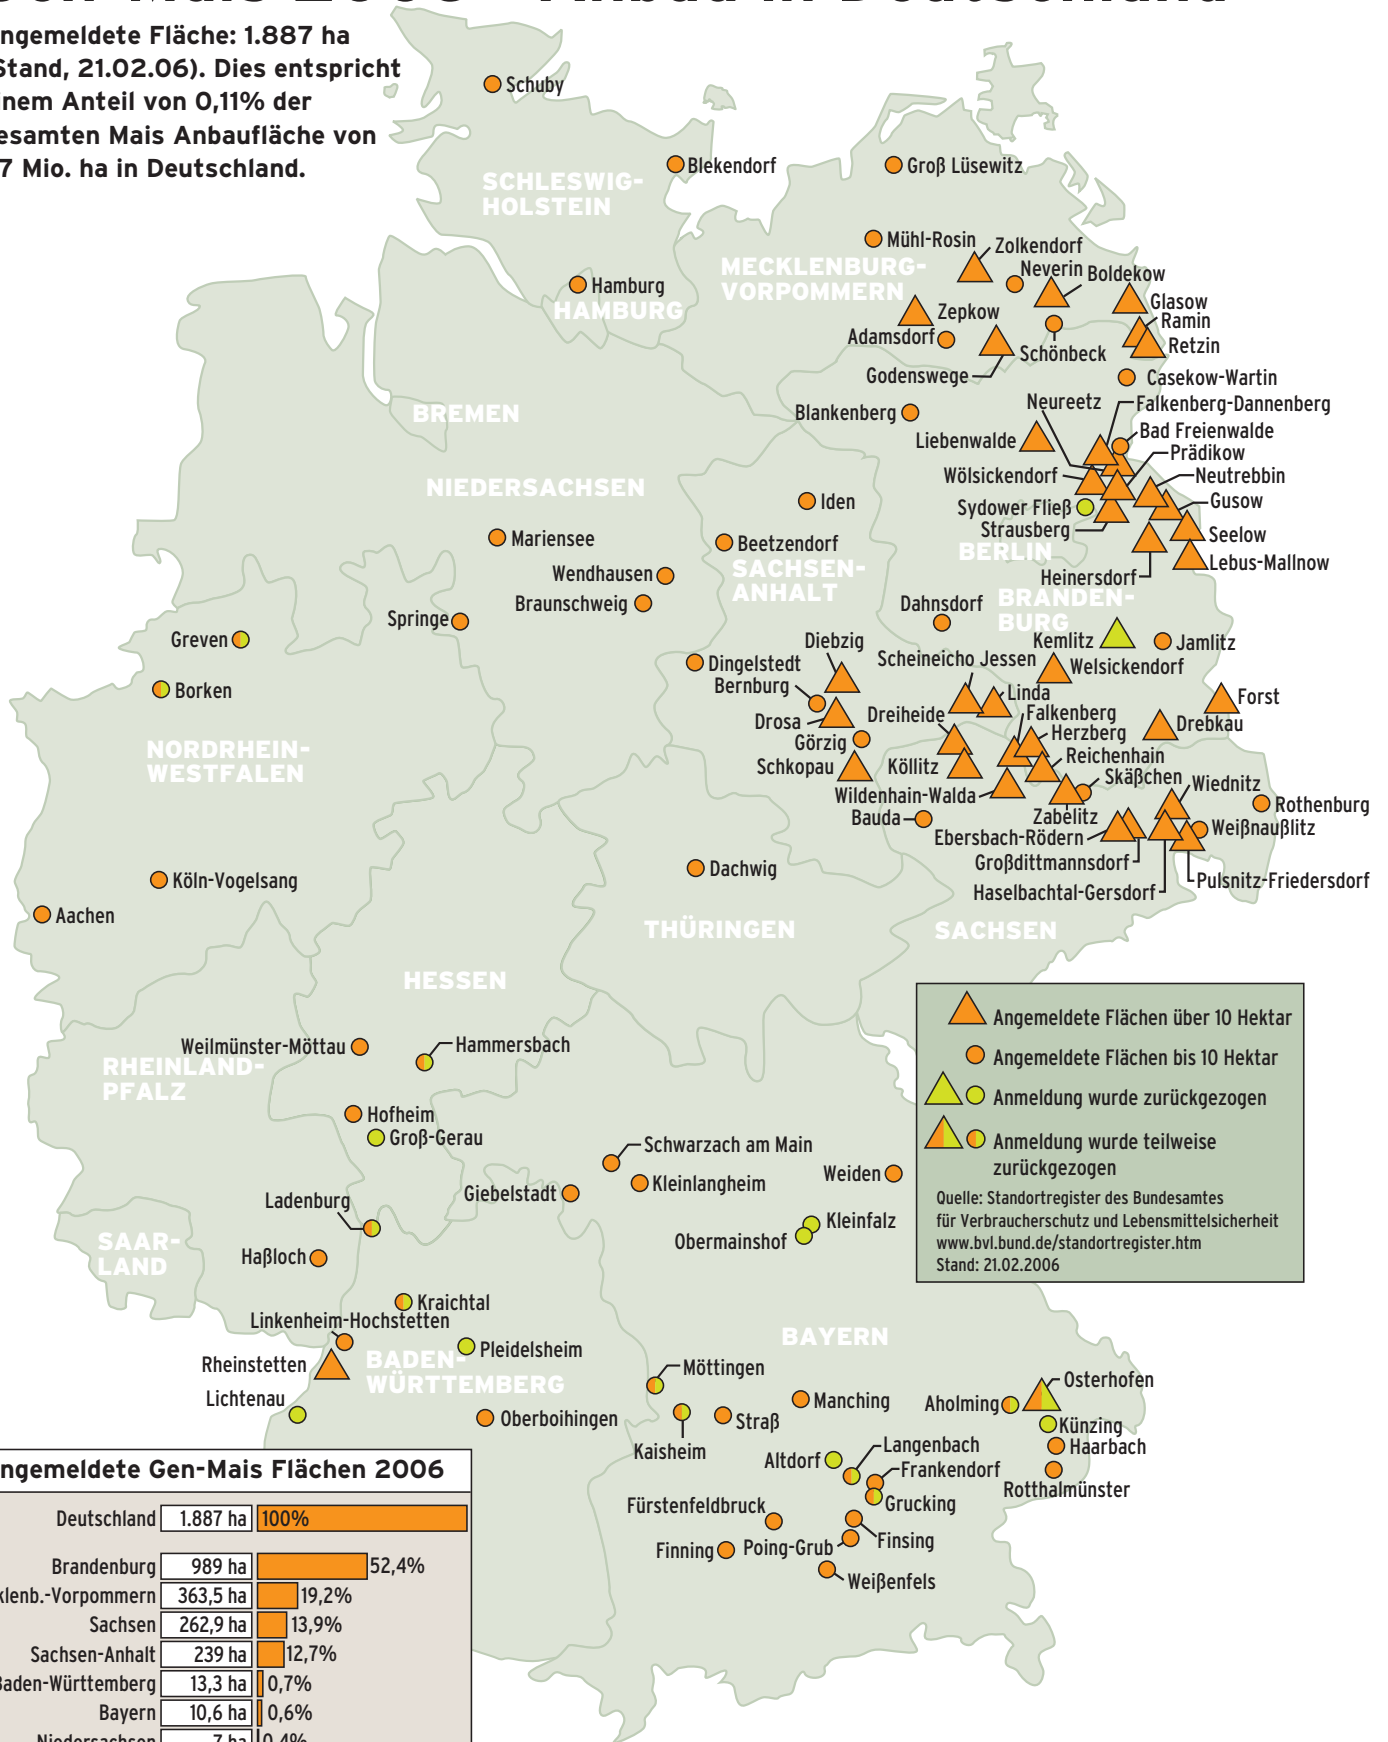 ngemeldete Fläche: 1.887 ha
Stand, 21.02.06). Dies entspricht
inem Anteil von 0,11% der
esamten Mais Anbaufläche von
7 Mio. ha in Deutschland.
Schuby
Blekendorf
Groß Lüsewitz
SCHLESWIG-
HOLSTEIN
Mühl-Rosin
Zolkendorf
MECKLENBURG-
VORPOMMERN
Neverin
Boldekow
Hamburg
HAMBURG
Glasow
Zepkow
Ramin
Adamsdorf
Retzin
Schönbeck
Godenswege
Casekow-Wartin
Neureetz
Falkenberg-Dannenberg
BREMEN
Blankenberg
Bad Freienwalde
Liebenwalde
Prädikow
Wölsickendorf
Neutrebbin
NIEDERSACHSEN
Iden
Sydower Fließ
Gusow
Strausberg
Mariensee
Beetzendorf
Seelow
BERLIN
Lebus-Mallnow
SACHSEN-
ANHALT
Wendhausen
Heinersdorf
Braunschweig
Dahnsdorf
BRANDEN-
BURG
Springe
Greven
Diebzig
Kemlitz
Jamlitz
Dingelstedt
Scheineicho
Jessen
Welsickendorf
Borken
Bernburg
Linda
Forst
Drosa
Dreiheide
Falkenberg
Drebkau
Görzig
Herzberg
NORDRHEIN-
WESTFALEN
Schkopau
Köllitz
Reichenhain
Skäßchen
Wiednitz
Wildenhain-Walda
Rothenburg
Bauda
Zabelitz
Weißnaußlitz
Ebersbach-Rödern
Großdittmannsdorf
Dachwig
Köln-Vogelsang
Pulsnitz-Friedersdorf
Haselbachtal-Gersdorf
Aachen
THÜRINGEN
SACHSEN
HESSEN
Angemeldete Flächen über 10 Hektar
Angemeldete Flächen bis 10 Hektar
Anmeldung wurde zurückgezogen
Anmeldung wurde teilweise
zurückgezogen
Quelle: Standortregister des Bundesamtes
für Verbraucherschutz und Lebensmittelsicherheit
www.bvl.bund.de/standortregister.htm
Stand: 21.02.2006
Weilmünster-Möttau
Hammersbach
RHEINLAND-
PFALZ
Hofheim
Groß-Gerau
Schwarzach am Main
Weiden
Kleinlangheim
Giebelstadt
Ladenburg
Kleinfalz
Obermainshof
SAAR-
LAND
Haßloch
Kraichtal
Linkenheim-Hochstetten
BAYERN
Pleidelsheim
Rheinstetten
BADEN-
WÜRTTEMBERG
Möttingen
Osterhofen
Lichtenau
Manching
Aholming
Oberboihingen
Straß
Künzing
Kaisheim
Langenbach
Haarbach
Altdorf
Frankendorf
Rotthalmünster
Grucking
Fürstenfeldbruck
Finsing
Finning
Poing-Grub
Weißenfels
ngemeldete Gen-Mais Flächen 2006
Deutschland 1.887 ha 100%
Brandenburg 989 ha 52,4%
klenb.-Vorpommern 363,5 ha 19,2%
Sachsen 262,9 ha 13,9%
Sachsen-Anhalt 239 ha 12,7%
Baden-Württemberg 13,3 ha 0,7%
Bayern 10,6 ha 0,6%
Niedersachsen 7 ha 0,4%